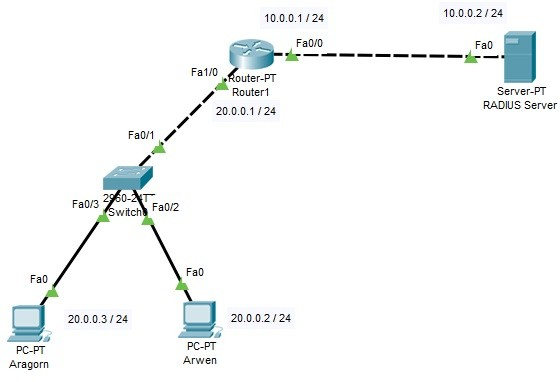 10.0.0.1 / 24
10.0.0.2 / 24
Fa0/0
Fa0
Router-PT
Router1
Server-PT
RADIUS Server
Fa1/0
20.0.0.1 / 24
Fa0/1
2960-24TT
Switch0
Fa0/3
Fa0/2
Fa0
Fa0
20.0.0.3 / 24
20.0.0.2 / 24
PC-PT
Aragorn
PC-PT
Arwen